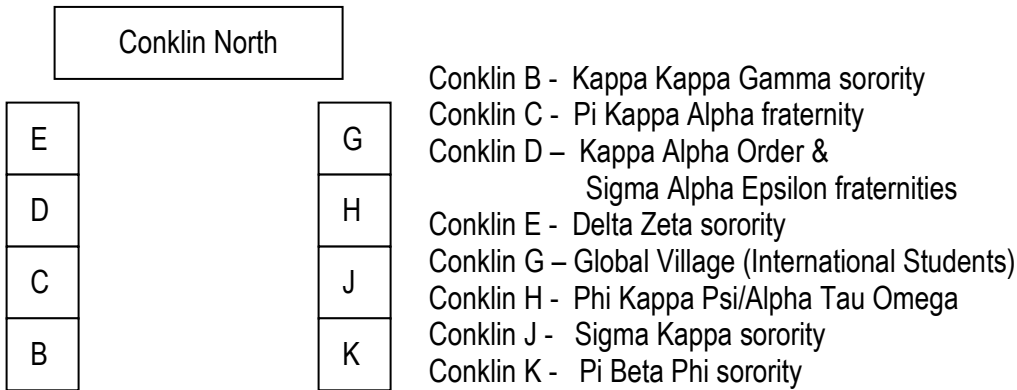 Conklin North
E
D
C
B
G
H
J
K
Conklin B - Kappa Kappa Gamma sorority
Conklin C - Pi Kappa Alpha fraternity
Conklin D – Kappa Alpha Order &
Sigma Alpha Epsilon fraternities
Conklin E - Delta Zeta sorority
Conklin G – Global Village (International Students)
Conklin H - Phi Kappa Psi/Alpha Tau Omega
Conklin J - Sigma Kappa sorority
Conklin K - Pi Beta Phi sorority